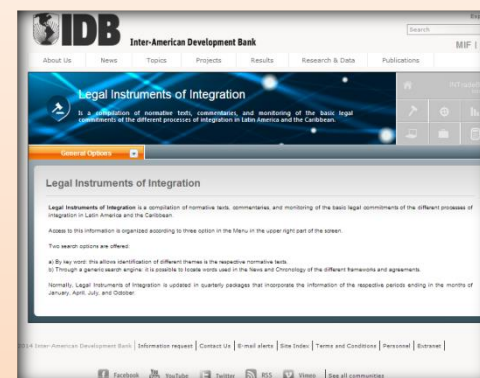 IDB Inter-American Development Bank
Search
MIF |
About Us News Topics Projects Results Research & Data Publications
Legal Instruments of Integration
Is a compilation of normative texts, commentaries, and monitoring of the basic legal
commitments of the different processes of integration in Latin America and the Caribbean.
General Options
Legal Instruments of Integration
Legal Instruments of Integration is a compilation of normative texts, commentaries, and monitoring of the basic legal commitments of the different processes of
integration in Latin America and the Caribbean.
Access to this information is organized according to three option in the Menu in the upper right part of the screen.
Two search options are offered:
a) By key word: this allows identification of different themes is the respective normative texts.
b) Through a generic search engine: it is possible to locate words used in the News and Chronology of the different frameworks and agreements.
Normally, Legal Instruments of Integration is updated in quarterly packages that incorporate the information of the respective periods ending in the months of
January, April, July, and October.
Inter-American Development Bank | Information request | Contact Us | E-mail alerts | Site Index | Terms and Conditions | Personnel | Extranet |
Facebook YouTube Twitter RSS Vimeo | See all communities